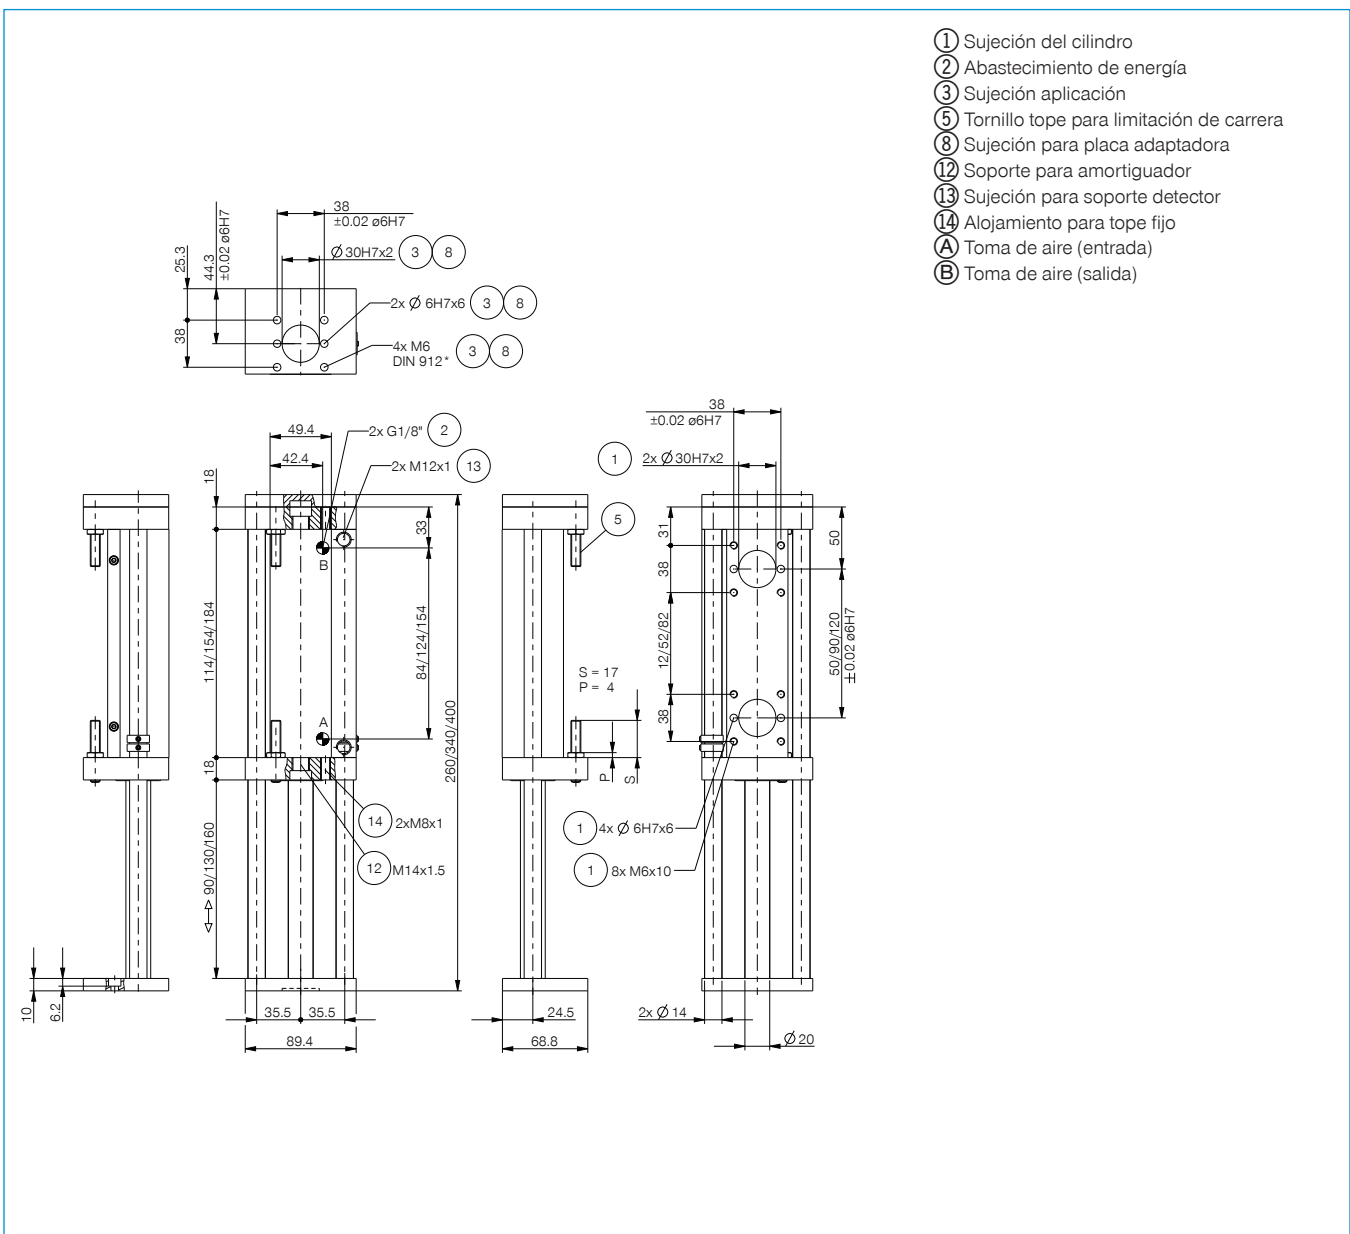 1 Sujeción del cilindro
2 Abastecimiento de energía
3 Sujeción aplicación
5 Tornillo tope para limitación de carrera
8 Sujeción para placa adaptadora
12 Soporte para amortiguador
13 Sujeción para soporte detector
14 Alojamiento para tope fijo
A Toma de aire (entrada)
B Toma de aire (salida)
38
±0.02 ø6H7
Ø 30H7x2 3 8
25.3
44.3
±0.02 ø6H7
38
2x Ø 6H7x6 3 8
4x M6 3 8
DIN 912*
49.4
42.4
2x G1/8" 2
2x M12x1 13
18
33
B
114/154/184
84/124/154
260/340/400
A
18
90/130/160
14 2xM8x1
12 M14x1.5
10
6.2
35.5 35.5
89.4
5
S = 17
P = 4
P
S
24.5
68.8
38
±0.02 ø6H7
1 2x Ø 30H7x2
31
38
12/52/82
38
50
50/90/120
±0.02 ø6H7
1 4x Ø 6H7x6
1 8x M6x10
2x Ø 14
Ø 20